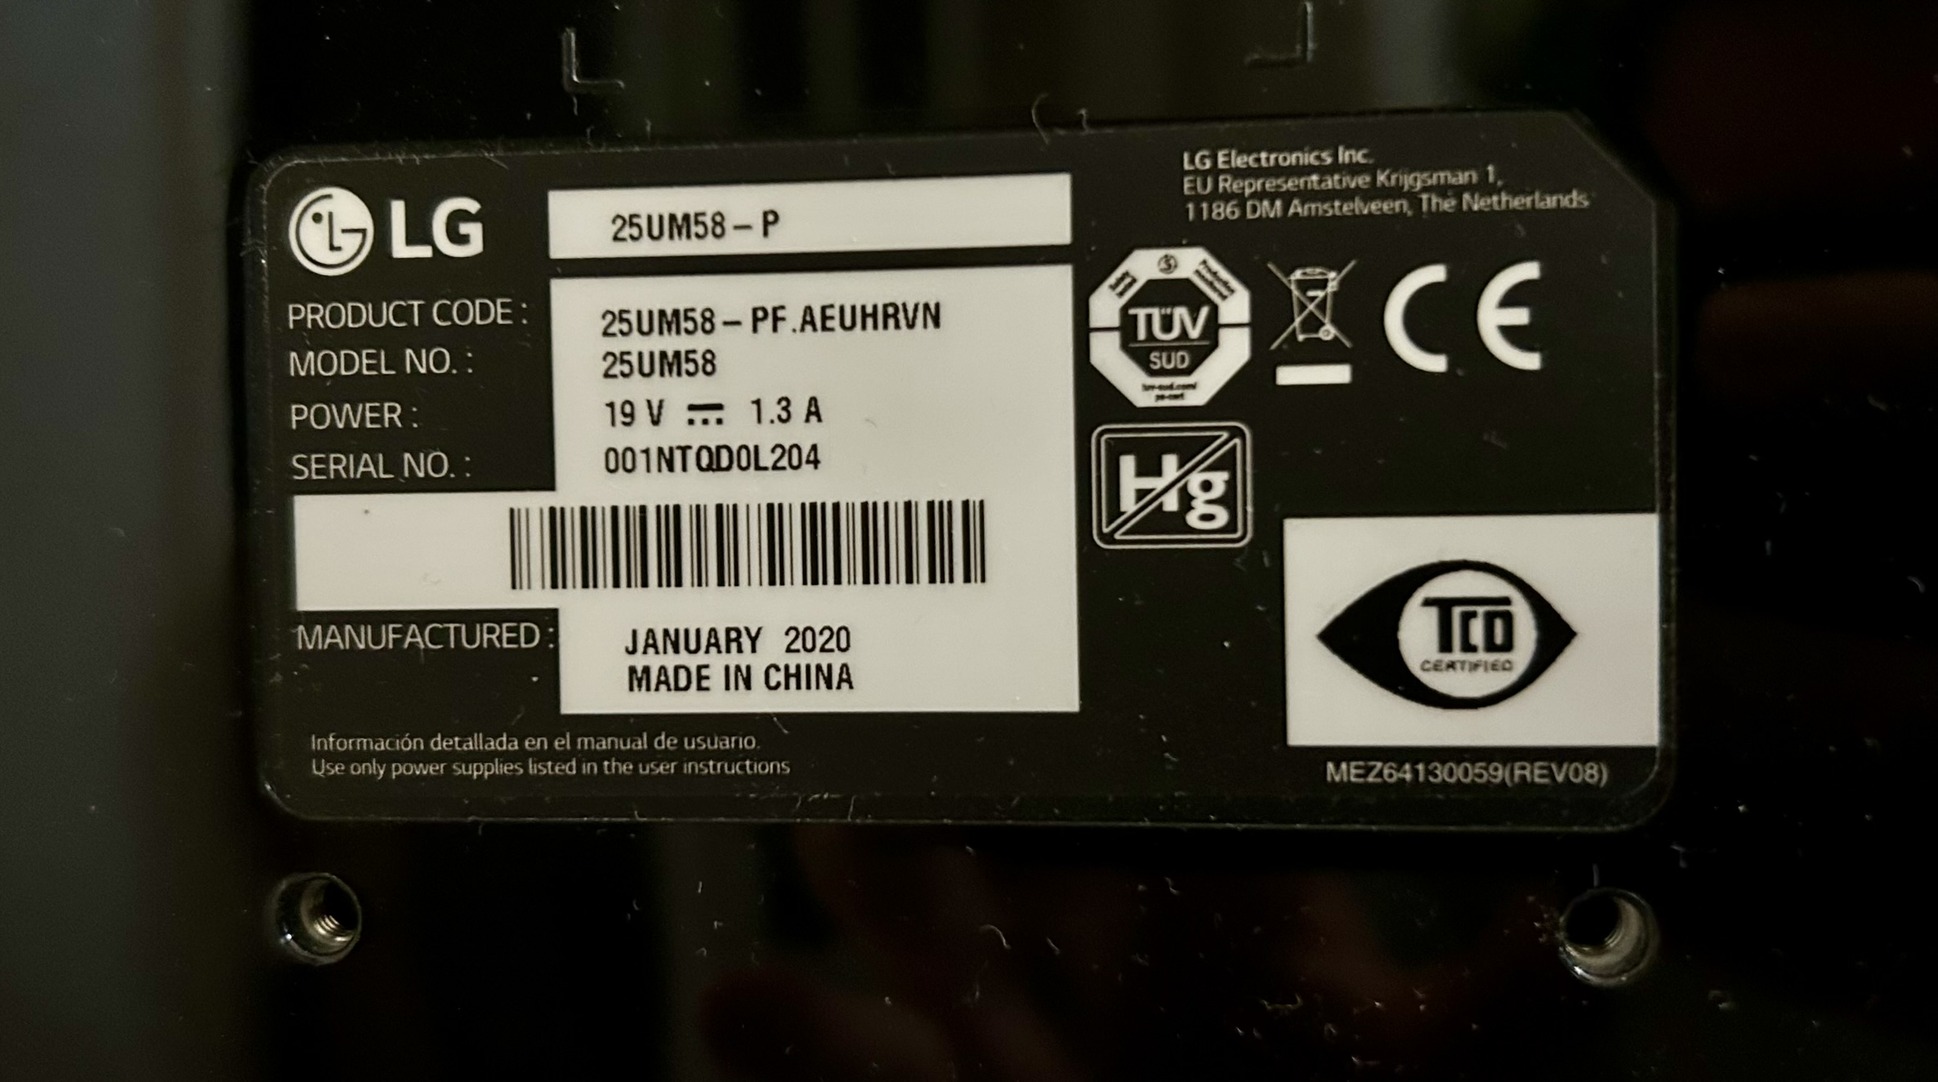 LG
25UM58-P
PRODUCT CODE : 25UM58-PF.AEUHRVN
MODEL NO. : 25UM58
POWER : 19 V ⎓ 1.3 A
SERIAL NO. : 001NTQD0L204
MANUFACTURED : JANUARY 2020
MADE IN CHINA
Información detallada en el manual de usuario.
Use only power supplies listed in the user instructions
LG Electronics Inc.
EU Representative Krijgsman 1,
1186 DM Amstelveen, The Netherlands
TÜV
SUD
CE
Hg
TCO
CERTIFIED
MEZ64130059(REV08)